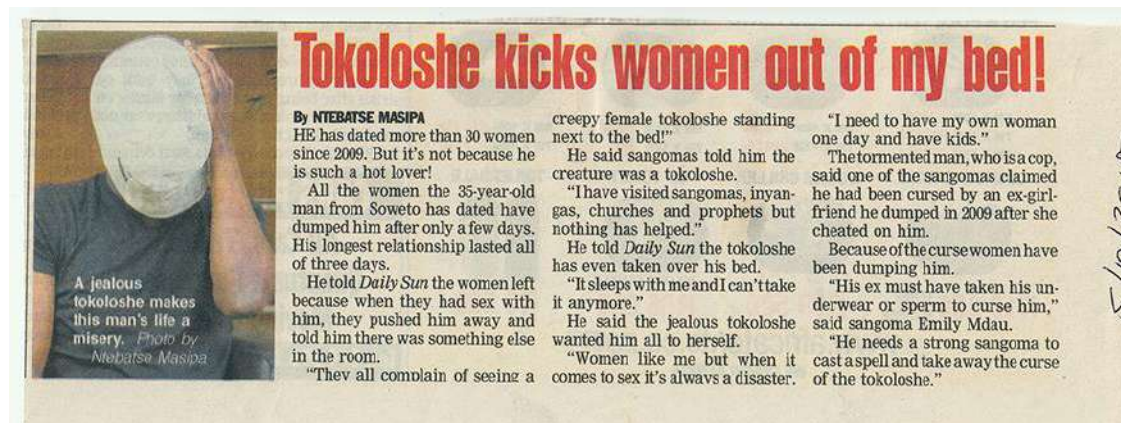 Tokoloshe kicks women out of my bed!
By NTEBATSE MASIPA
HE has dated more than 30 women
since 2009. But it's not because he
is such a hot lover!
All the women the 35-year-old
man from Soweto has dated have
dumped him after only a few days.
His longest relationship lasted all
of three days.
He told Daily Sun the women left
because when they had sex with
him, they pushed him away and
told him there was something else
in the room.
"They all complain of seeing a
creepy female tokoloshe standing
next to the bed!"
He said sangomas told him the
creature was a tokoloshe.
"I have visited sangomas, inyan-
gas, churches and prophets but
nothing has helped."
He told Daily Sun the tokoloshe
has even taken over his bed.
"It sleeps with me and I can't take
it anymore."
He said the jealous tokoloshe
wanted him all to herself.
"Women like me but when it
comes to sex it's always a disaster.
"I need to have my own woman
one day and have kids."
The tormented man, who is a cop,
said one of the sangomas claimed
he had been cursed by an ex-girl-
friend he dumped in 2009 after she
cheated on him.
Because of the curse women have
been dumping him.
"His ex must have taken his un-
derwear or sperm to curse him,"
said sangoma Emily Mdau.
"He needs a strong sangoma to
cast a spell and take away the curse
of the tokoloshe."
A jealous
tokoloshe makes
this man's life a
misery. Photo by
Ntebatse Masipa